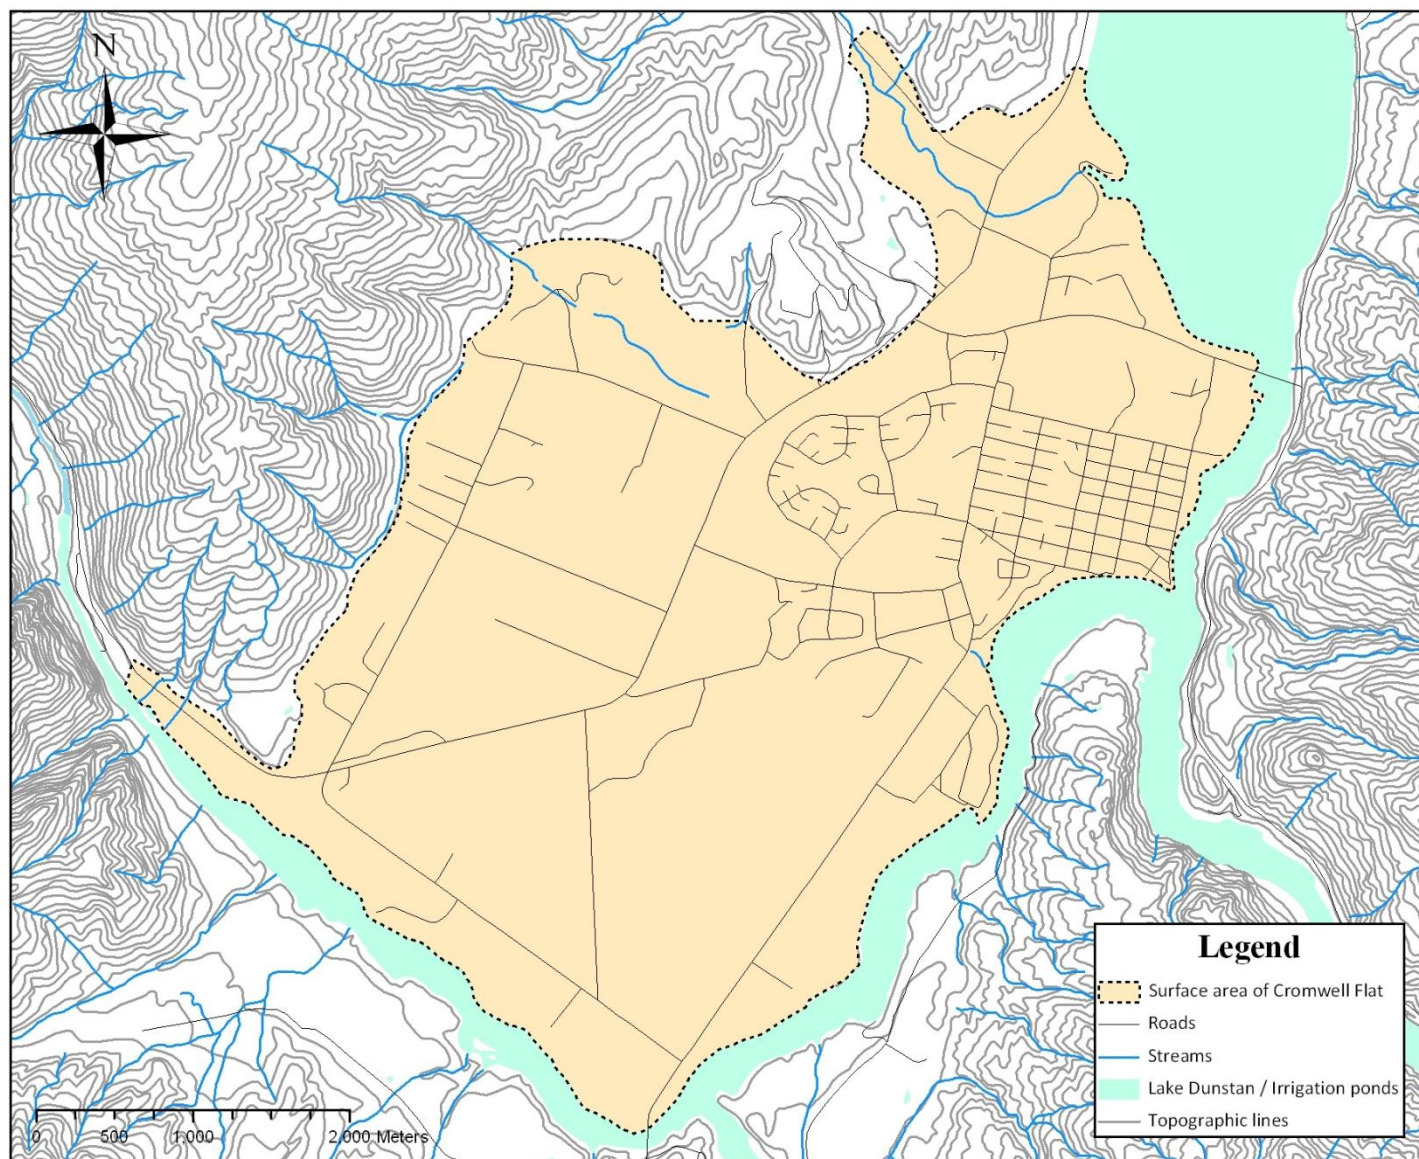 N
Legend
Surface area of Cromwell Flat
Roads
Streams
Lake Dunstan / Irrigation ponds
Topographic lines
0 500 1,000 2,000 Meters